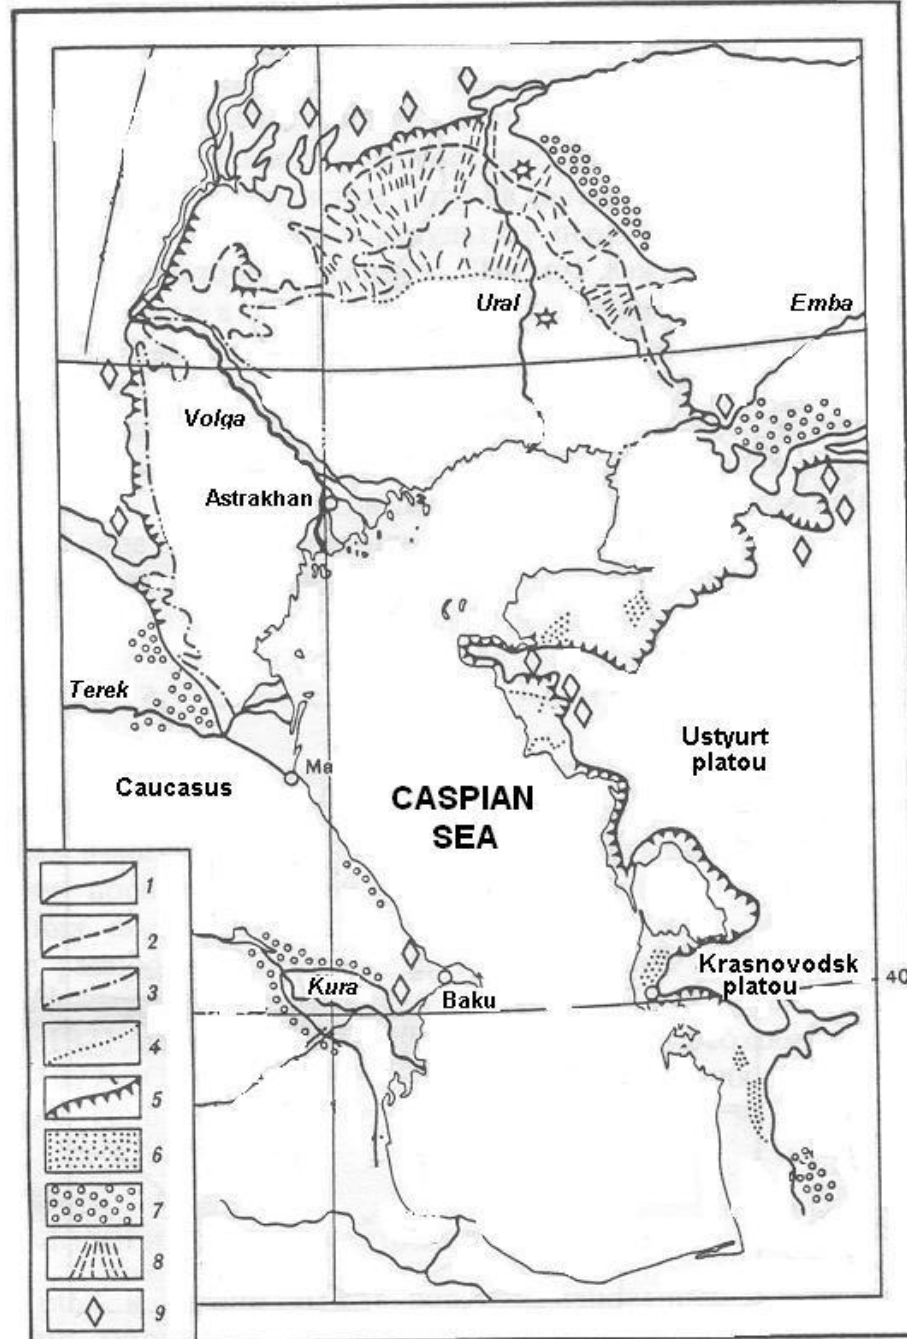 Ural
Emba
Volga
Astrakhan
Terek
Ma
Ustyurt
platou
Caucasus
CASPIAN
SEA
Krasnovodsk
platou
40
Kura
Baku
1
2
3
4
5
6
7
8
9